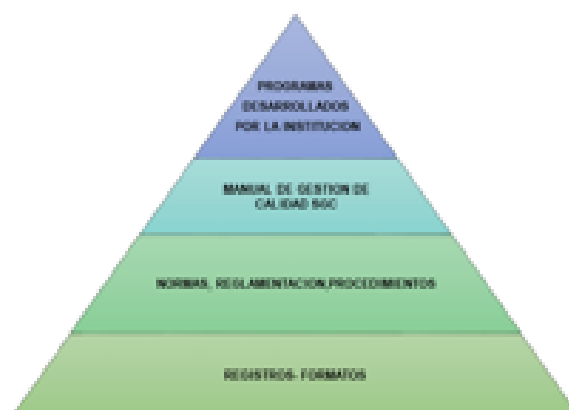 PROGRAMAS
DESARROLLADOS
POR LA INSTITUCION
MANUAL DE GESTION DE
CALIDAD SGC
NORMAS, REGLAMENTACION,PROCEDIMIENTOS
REGISTROS- FORMATOS